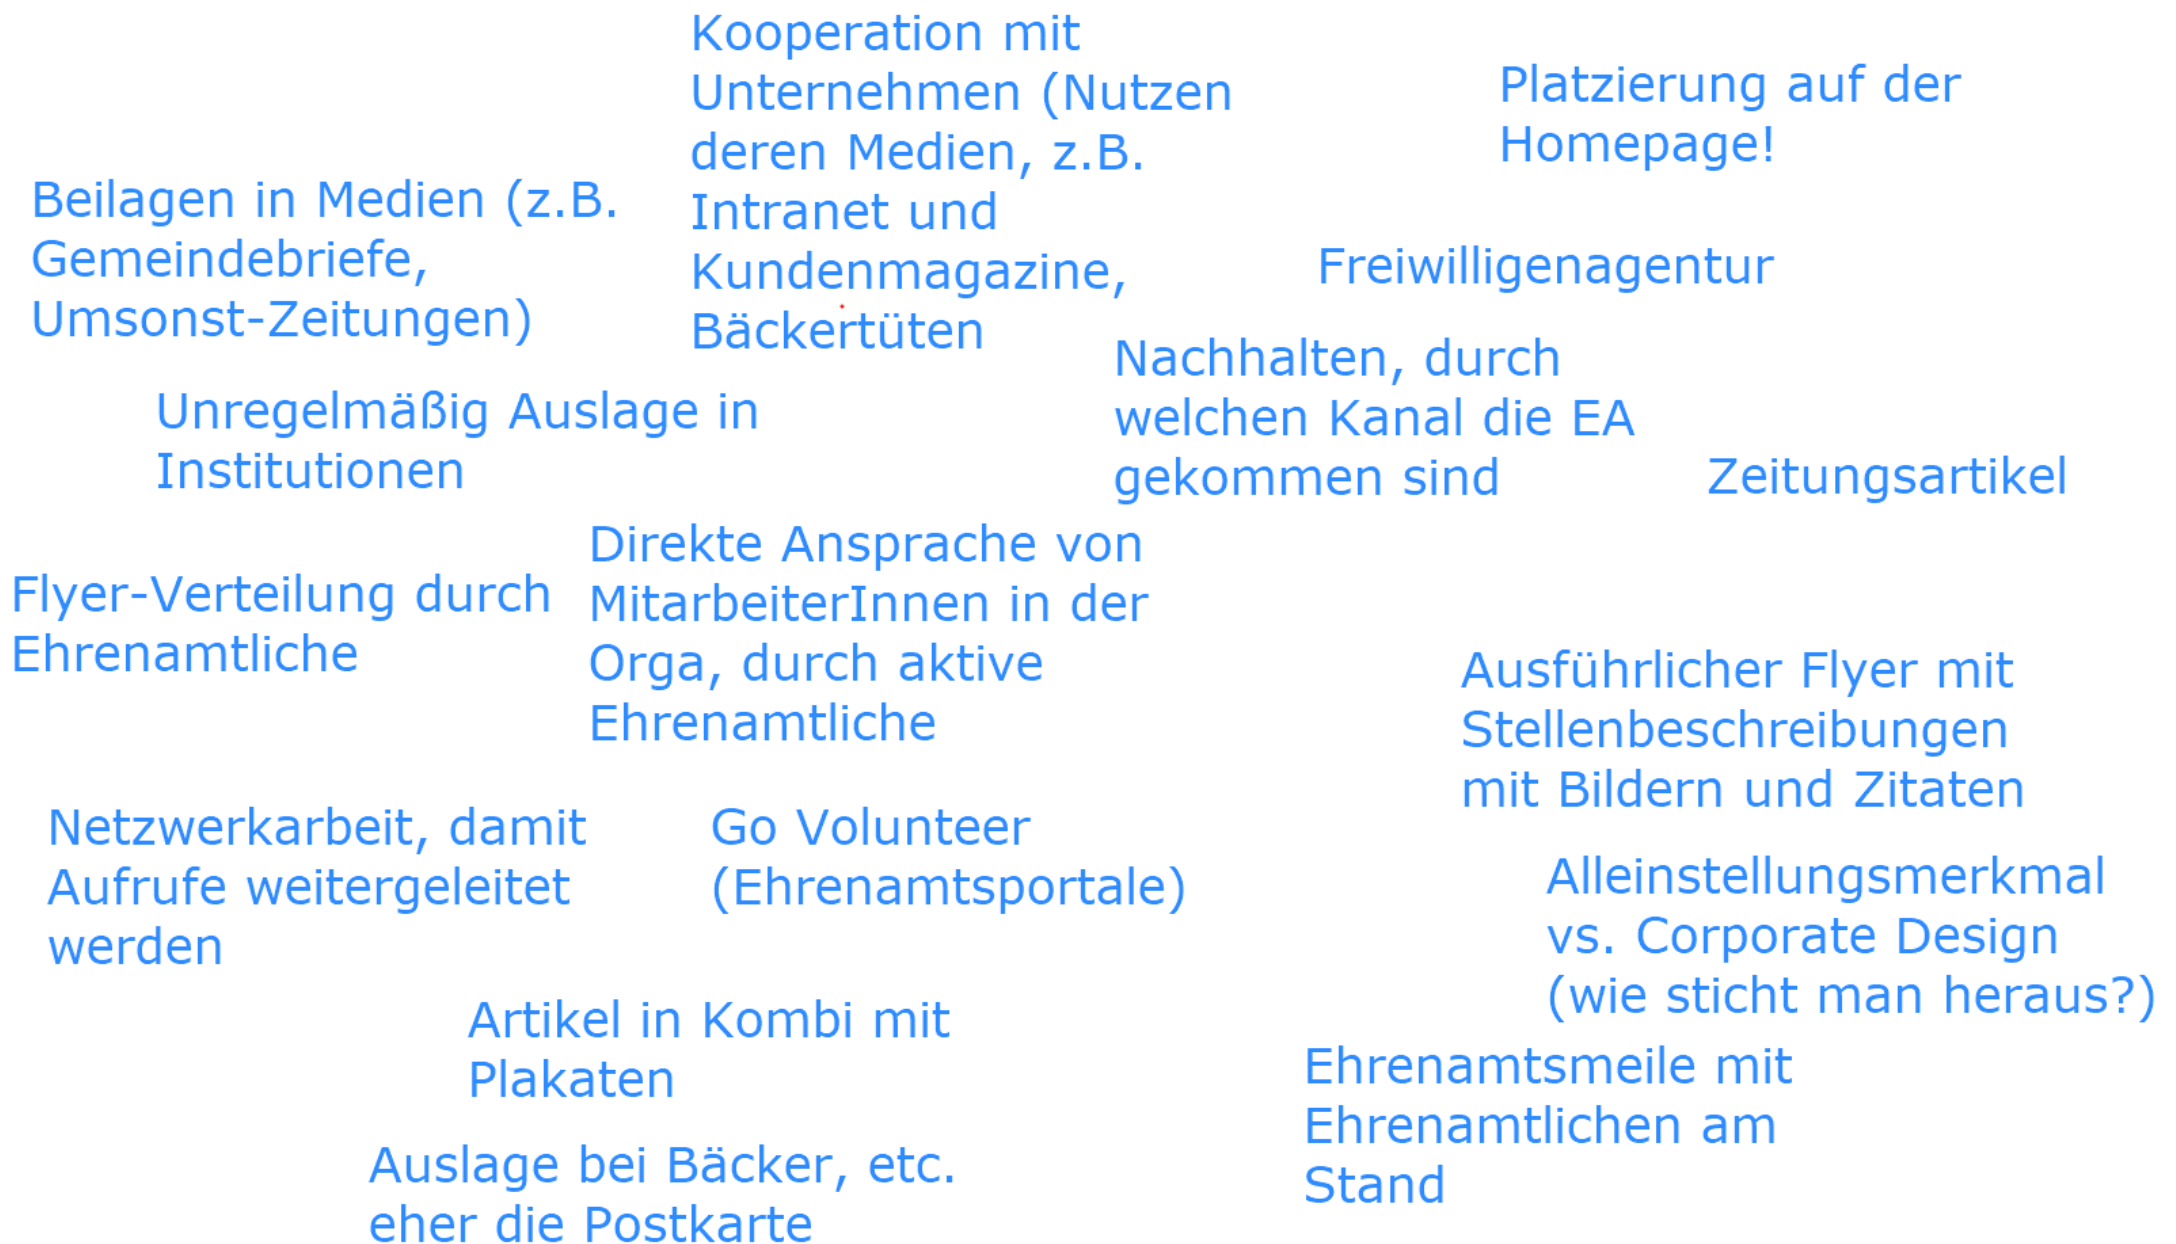 Kooperation mit
Unternehmen (Nutzen
deren Medien, z.B.
Intranet und
Kundenmagazine,
Bäckertüten
Platzierung auf der
Homepage!
Beilagen in Medien (z.B.
Gemeindebriefe,
Umsonst-Zeitungen)
Freiwilligenagentur
Nachhalten, durch
welchen Kanal die EA
gekommen sind
Unregelmäßig Auslage in
Institutionen
Zeitungsartikel
Direkte Ansprache von
MitarbeiterInnen in der
Orga, durch aktive
Ehrenamtliche
Flyer-Verteilung durch
Ehrenamtliche
Ausführlicher Flyer mit
Stellenbeschreibungen
mit Bildern und Zitaten
Netzwerkarbeit, damit
Aufrufe weitergeleitet
werden
Go Volunteer
(Ehrenamtsportale)
Alleinstellungsmerkmal
vs. Corporate Design
(wie sticht man heraus?)
Artikel in Kombi mit
Plakaten
Ehrenamtsmeile mit
Ehrenamtlichen am
Stand
Auslage bei Bäcker, etc.
eher die Postkarte